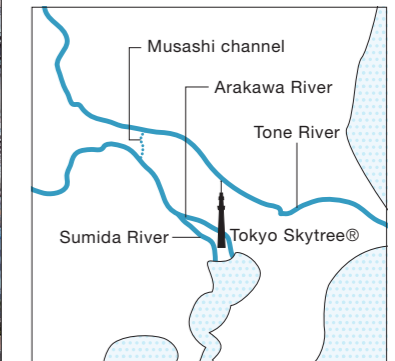 Musashi channel
Arakawa River
Tone River
Sumida River
Tokyo Skytree®